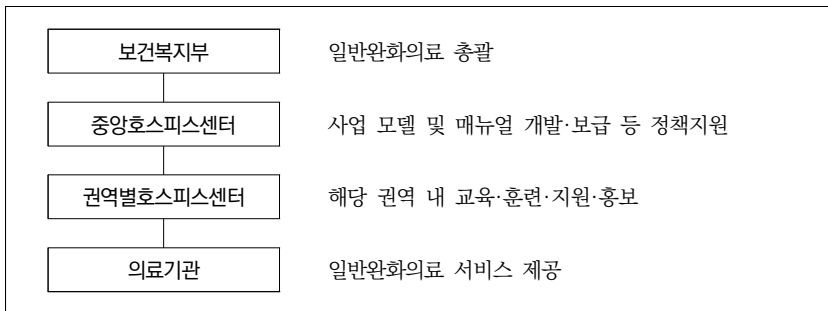 보건복지부 일반완화의료 총괄
중앙호스피스센터 사업 모델 및 매뉴얼 개발·보급 등 정책지원
권역별호스피스센터 해당 권역 내 교육·훈련·지원·홍보
의료기관 일반완화의료 서비스 제공